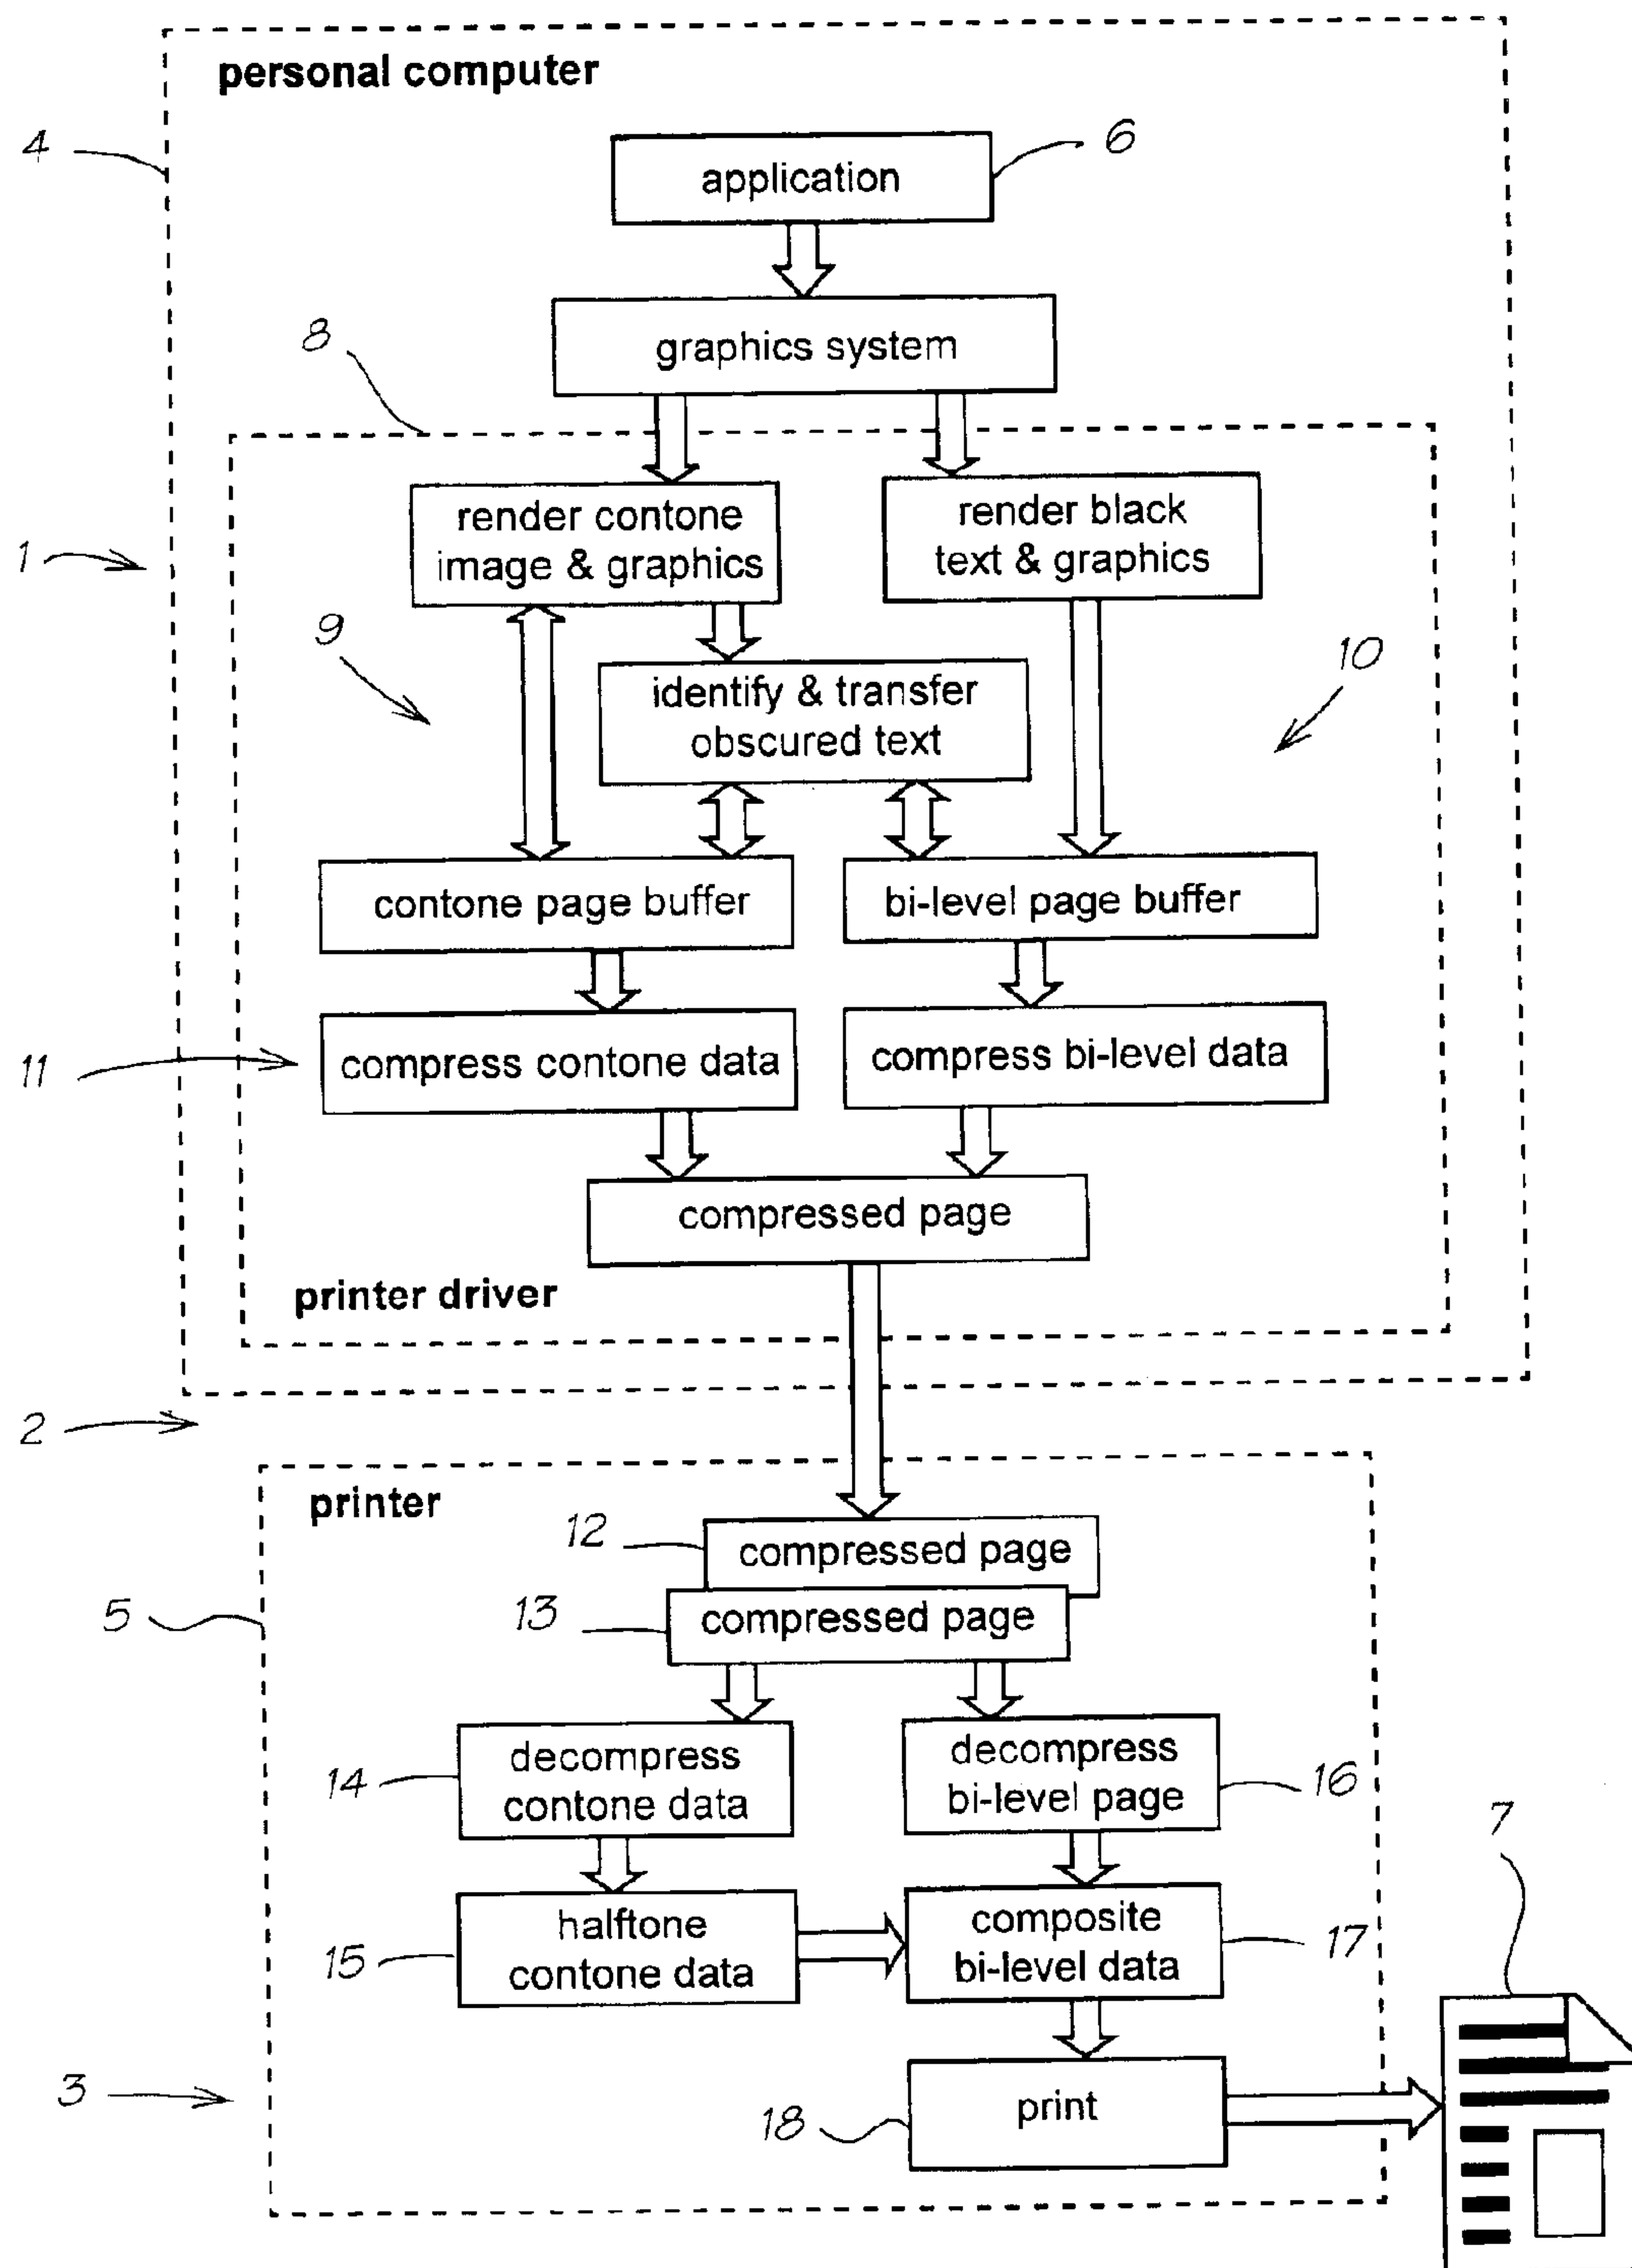 personal computer
4
6
application
8
graphics system
render contone
image & graphics
render black
text & graphics
1
9
10
identify & transfer
obscured text
contone page buffer
bi-level page buffer
11
compress contone data
compress bi-level data
compressed page
printer driver
2
printer
12
compressed page
13
compressed page
5
14
decompress
contone data
decompress
bi-level page
16
7
15
halftone
contone data
composite
bi-level data
17
3
18
print